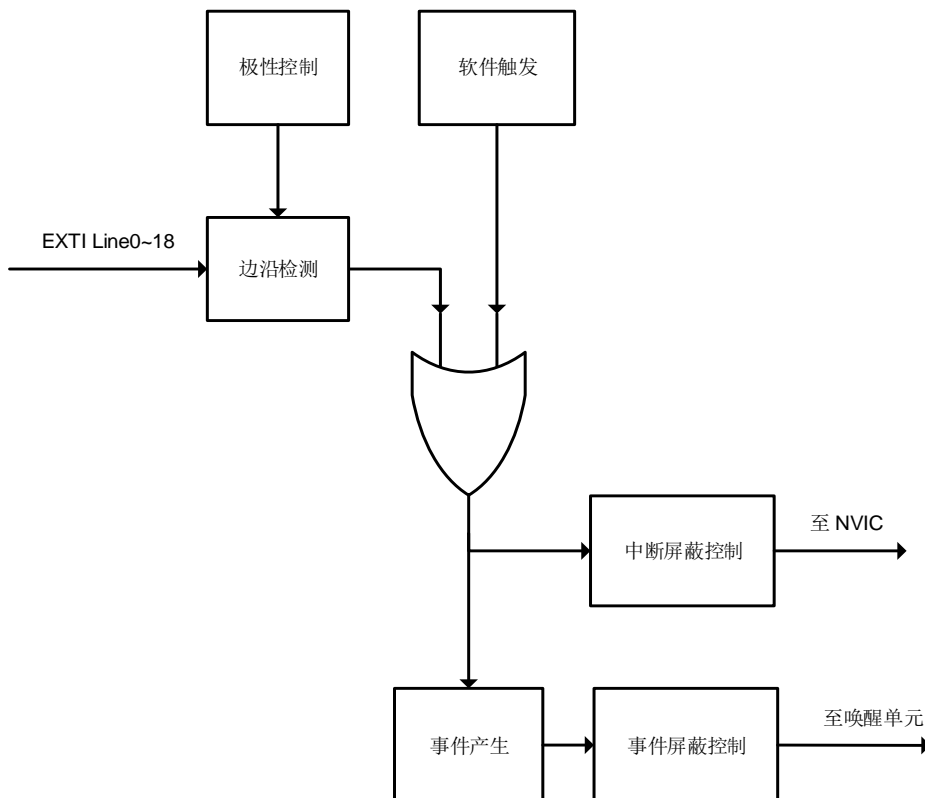 极性控制
软件触发
EXTI Line0~18
边沿检测
至 NVIC
中断屏蔽控制
至唤醒单元
事件产生
事件屏蔽控制